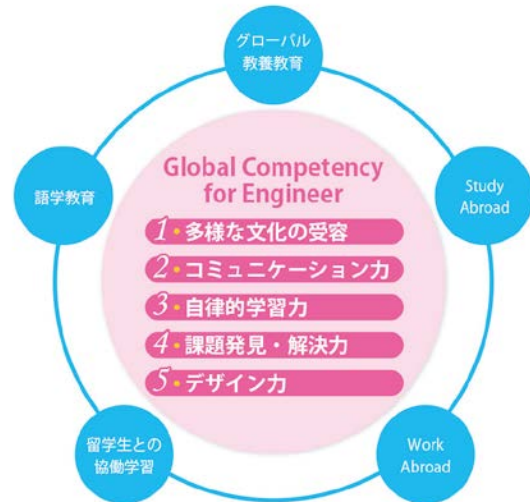 グローバル
教養教育
語学教育
Study
Abroad
Global Competency
for Engineer
1・多様な文化の受容
2・コミュニケーション力
3・自律的学習力
4・課題発見・解決力
5・デザイン力
留学生との
協働学習
Work
Abroad